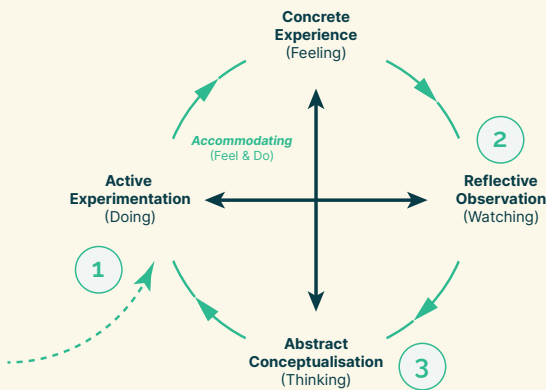 Concrete
Experience
(Feeling)
2
Accommodating
(Feel & Do)
Active
Experimentation
(Doing)
Reflective
Observation
(Watching)
1
Abstract
Conceptualisation
(Thinking)
3